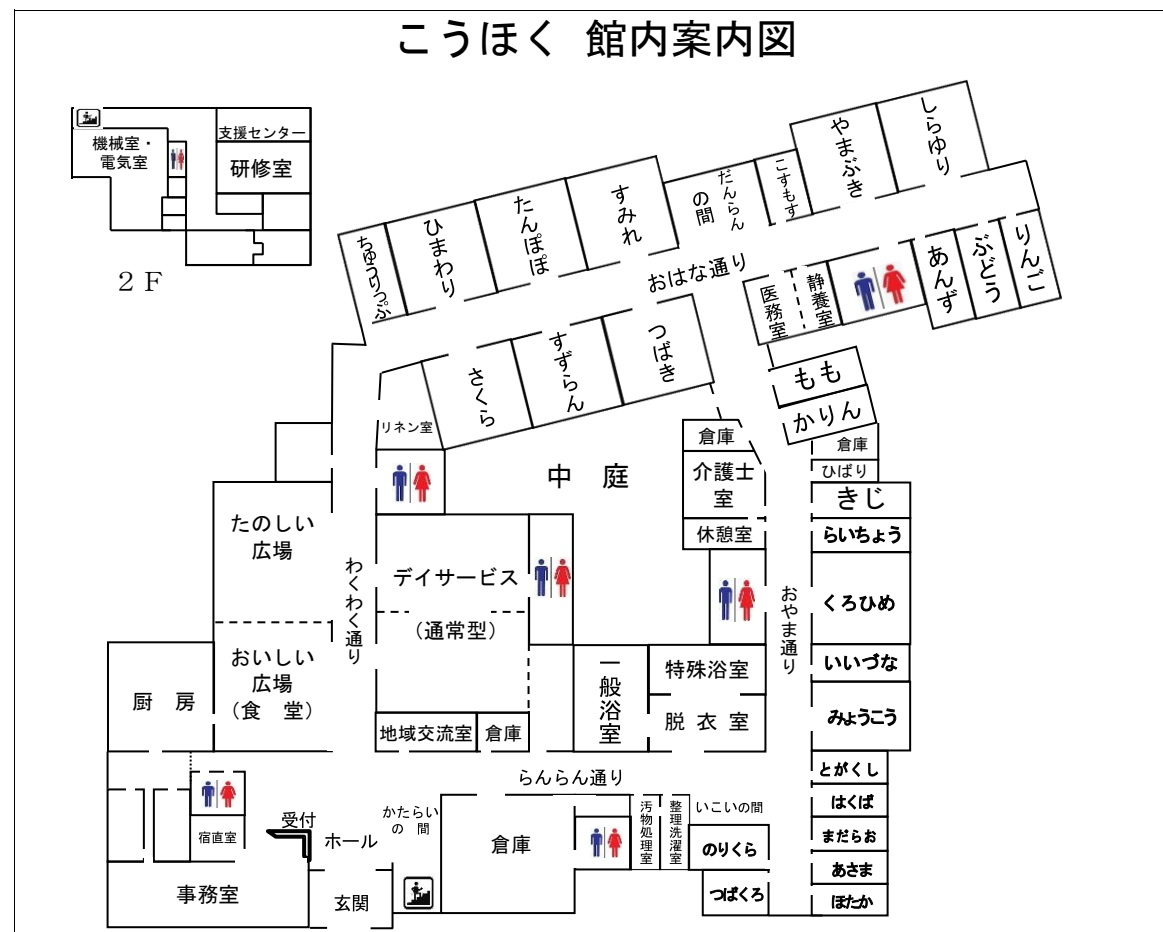 こうほく 館内案内図
支援センター
機械室・
電気室
研修室
２Ｆ
ちゅうりっぷ
ひまわり
たんぽぽ
すみれ
だんらん
の間
こすもす
やまぶき
しらゆり
おはな通り
医務室
静養室
あんず
ぶどう
りんご
さくら
すずらん
つばき
もも
かりん
リネン室
中 庭
倉庫
介護士
室
休憩室
倉庫
ひばり
きじ
らいちょう
くろひめ
いいづな
みょうこう
とがくし
はくば
まだらお
あさま
ほたか
おやま通り
たのしい
広場
わくわく通り
デイサービス
（通常型）
おいしい
広場
（食 堂）
厨 房
地域交流室
倉庫
一般浴室
特殊浴室
脱 衣 室
らんらん通り
宿直室
受付
ホール
かたらい
の 間
倉庫
汚物処理室
整理洗濯室
いこいの間
のりくら
つばくろ
事務室
玄関